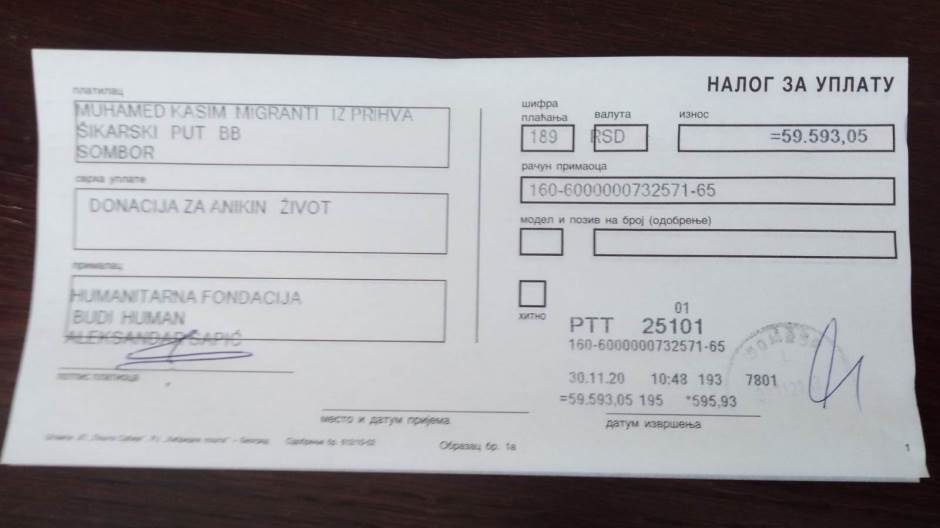 НАЛОГ ЗА УПЛАТУ
платилац
MUHAMED KASIM MIGRANTI IZ PRIHVA
ŠIKARSKI PUT BB
SOMBOR
сврха уплате
DONACIJA ZA ANIKIN ŽIVOT
прималац
HUMANITARNA FONDACIJA
BUDI HUMAN
ALEKSANDAR ŠAPIĆ
потпис платиоца
место и датум пријема
Образац бр. 1а
шифра
плаћања
валута
износ
189
RSD
=59.593,05
рачун примаоца
160-6000000732571-65
модел и позив на број (одобрење)
хитно
01
PTT 25101
160-6000000732571-65
30.11.20 10:48 193 7801
=59.593,05 195 *595,93
датум извршења
1